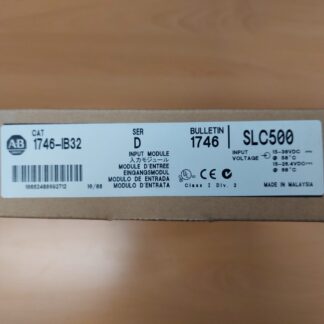 CAT
1746-IB32
SER
D
BULLETIN
1746
SLC500
AB
INPUT MODULE
入力モジュール
MODULE D'ENTREE
EINGANGSMODUL
MODULO DE ENTRADA
MODULO D'ENTRATA
INPUT
VOLTAGE
15-30VDC
@ 50°C
15-26.4VDC
@ 60°C
10/08
Class I Div. 2
MADE IN MALAYSIA